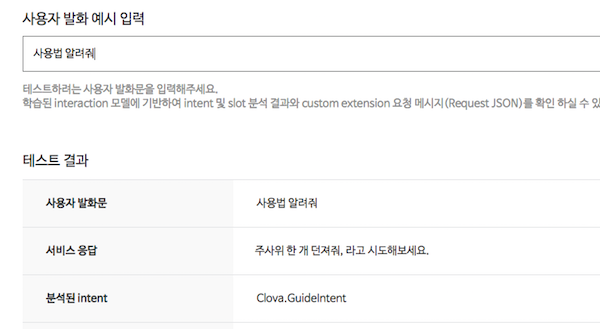 사용자 발화 예시 입력
사용법 알려줘
테스트하려는 사용자 발화문을 입력해주세요.
학습된 interaction 모델에 기반하여 intent 및 slot 분석 결과와 custom extension 요청 메시지(Request JSON)를 확인 하실 수 있
테스트 결과
사용자 발화문 사용법 알려줘
서비스 응답 주사위 한 개 던져줘, 라고 시도해보세요.
분석된 intent Clova.GuideIntent